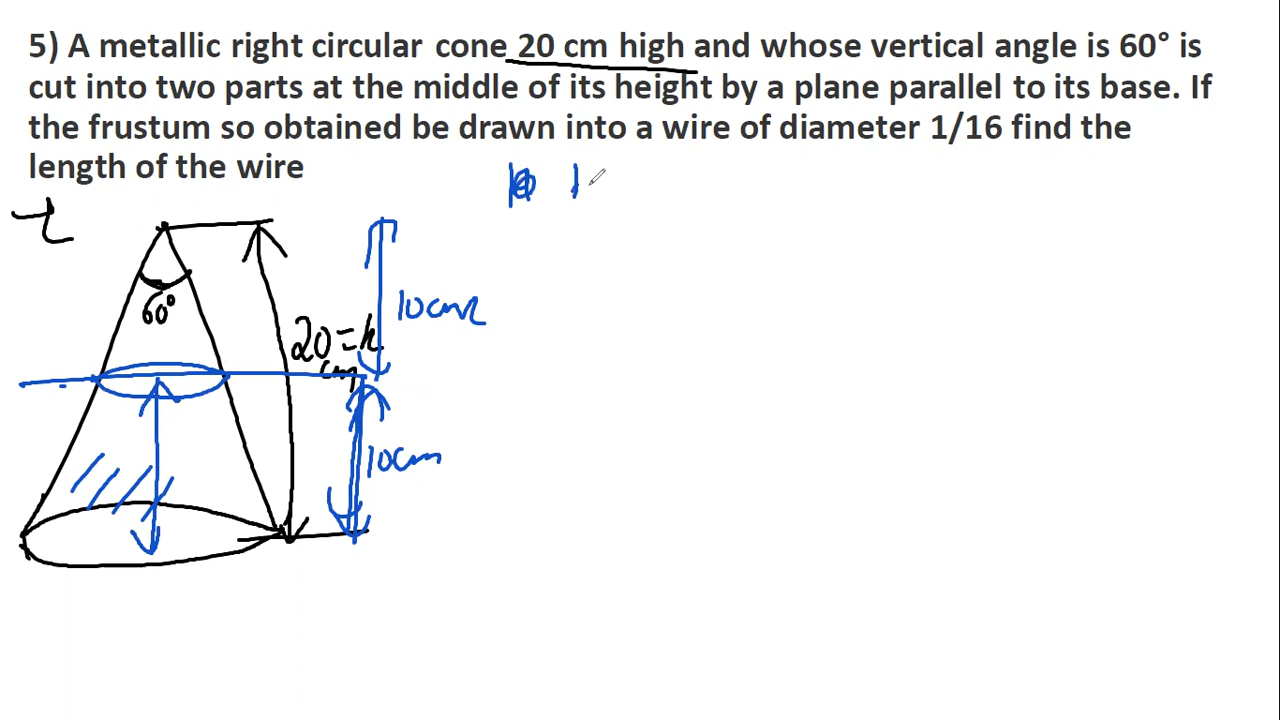 5) A metallic right circular cone 20 cm high and whose vertical angle is 60° is
cut into two parts at the middle of its height by a plane parallel to its base. If
the frustum so obtained be drawn into a wire of diameter 1/16 find the
length of the wire
60°
20 = h
cm
10cm
10cm